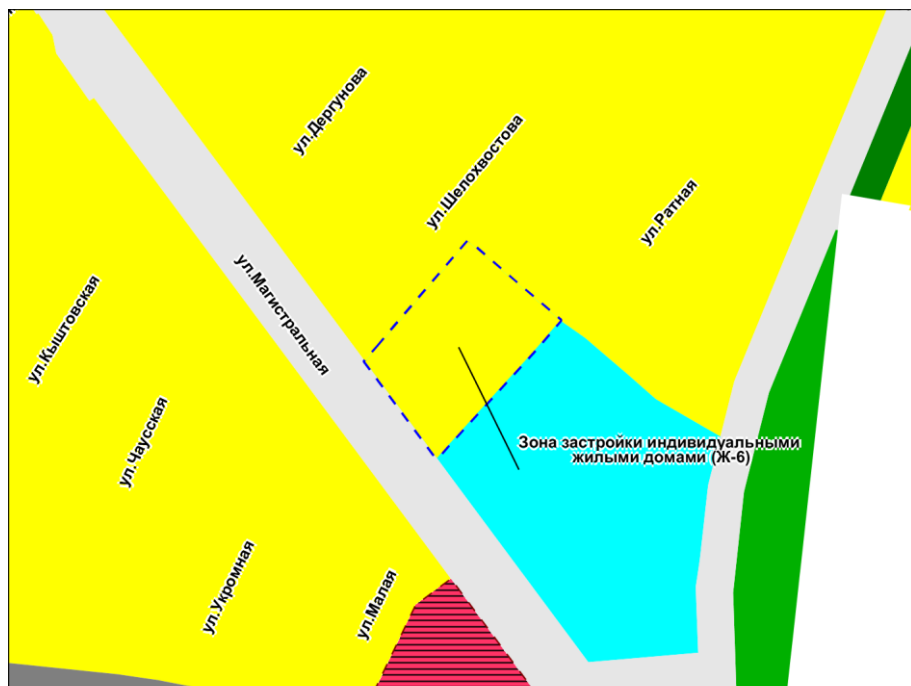 ул.Дергунова
ул.Шелохвостова
ул.Ратная
ул.Магистральная
ул.Кыштовская
ул.Чаусская
Зона застройки индивидуальными
жилыми домами (Ж-6)
ул.Укромная
ул.Малая